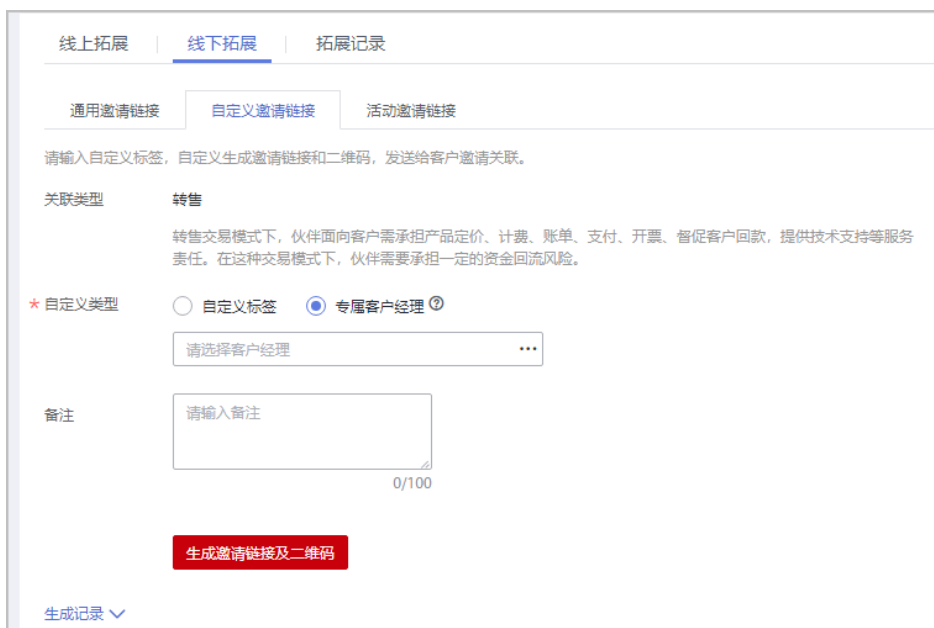 线上拓展 线下拓展 拓展记录
通用邀请链接 自定义邀请链接 活动邀请链接
请输入自定义标签，自定义生成邀请链接和二维码，发送给客户邀请关联。
关联类型 转售
转售交易模式下，伙伴面向客户需承担产品定价、计费、账单、支付、开票、督促客户回款，提供技术支持等服务
责任。在这种交易模式下，伙伴需要承担一定的资金回流风险。
* 自定义类型 自定义标签 专属客户经理 ?
请选择客户经理 ...
备注 请输入备注
0/100
生成邀请链接及二维码
生成记录